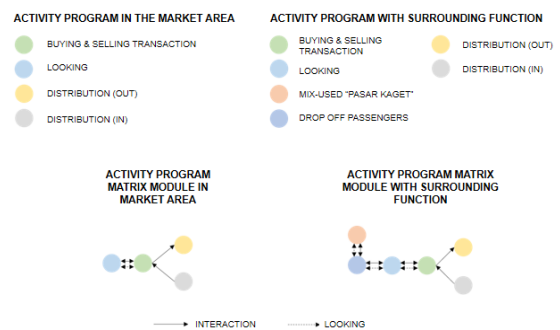 ACTIVITY PROGRAM IN THE MARKET AREA
BUYING & SELLING TRANSACTION
LOOKING
DISTRIBUTION (OUT)
DISTRIBUTION (IN)
ACTIVITY PROGRAM WITH SURROUNDING FUNCTION
BUYING & SELLING
TRANSACTION
LOOKING
MIX-USED "PASAR KAGET"
DROP OFF PASSENGERS
DISTRIBUTION (OUT)
DISTRIBUTION (IN)
ACTIVITY PROGRAM
MATRIX MODULE IN
MARKET AREA
ACTIVITY PROGRAM MATRIX
MODULE WITH SURROUNDING
FUNCTION
INTERACTION
LOOKING